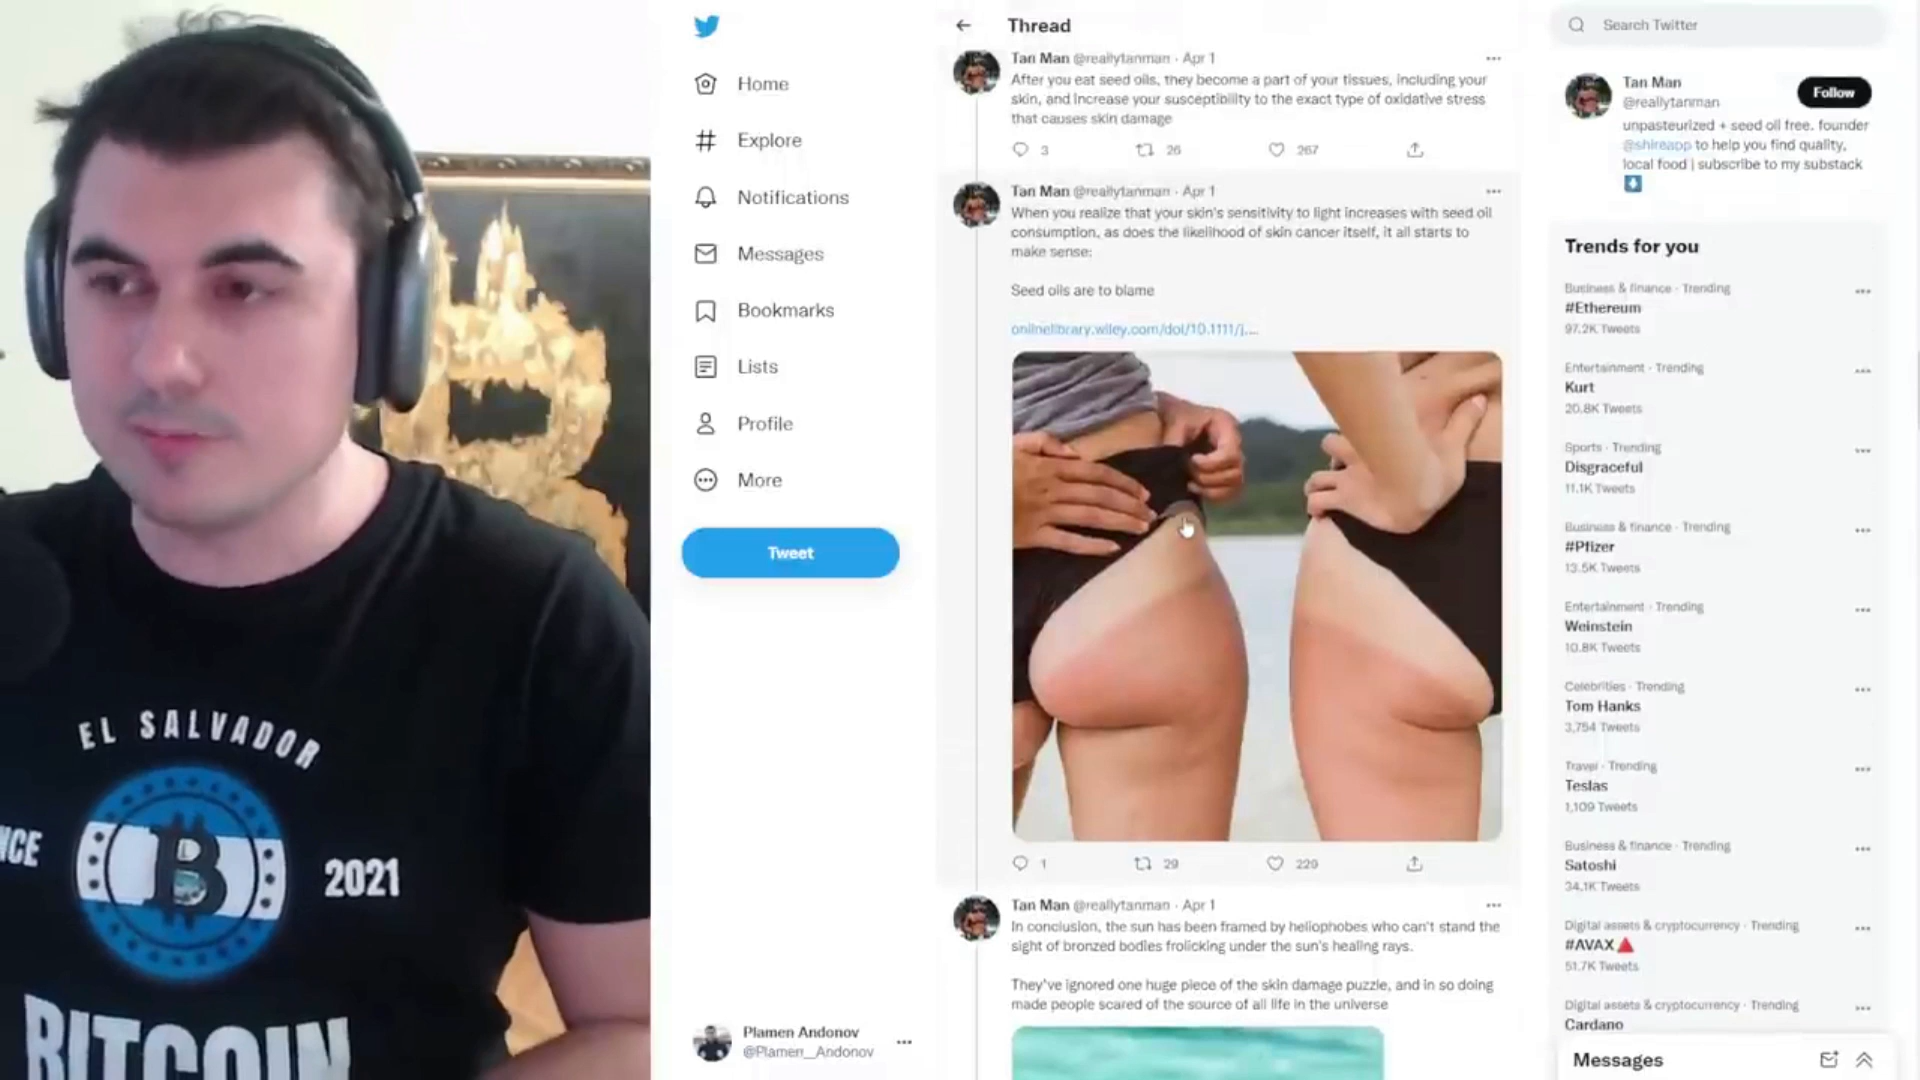 EL SALVADOR
NCE
2021
BITCOIN
Home
Explore
Notifications
Messages
Bookmarks
Lists
Profile
More
Tweet
Plamen Andonov
@Plamen__Andonov
Thread
Tan Man @reallytanman · Apr 1
After you eat seed oils, they become a part of your tissues, including your
skin, and increase your susceptibility to the exact type of oxidative stress
that causes skin damage
3
26
267
Tan Man @reallytanman · Apr 1
When you realize that your skin's sensitivity to light increases with seed oil
consumption, as does the likelihood of skin cancer itself, it all starts to
make sense:
Seed oils are to blame
onlinelibrary.wiley.com/doi/10.1111/j....
1
29
229
Tan Man @reallytanman · Apr 1
In conclusion, the sun has been framed by heliophobes who can't stand the
sight of bronzed bodies frolicking under the sun's healing rays.
They've ignored one huge piece of the skin damage puzzle, and in so doing
made people scared of the source of all life in the universe
Search Twitter
Tan Man
@reallytanman
Follow
unpasteurized + seed oil free. founder
@shireapp to help you find quality,
local food | subscribe to my substack
Trends for you
Business & finance · Trending
#Ethereum
97.2K Tweets
Entertainment · Trending
Kurt
20.8K Tweets
Sports · Trending
Disgraceful
11.1K Tweets
Business & finance · Trending
#Pfizer
13.5K Tweets
Entertainment · Trending
Weinstein
10.8K Tweets
Celebrities · Trending
Tom Hanks
3,754 Tweets
Travel · Trending
Teslas
1,109 Tweets
Business & finance · Trending
Satoshi
34.1K Tweets
Digital assets & cryptocurrency · Trending
#AVAX
51.7K Tweets
Digital assets & cryptocurrency · Trending
Cardano
Messages